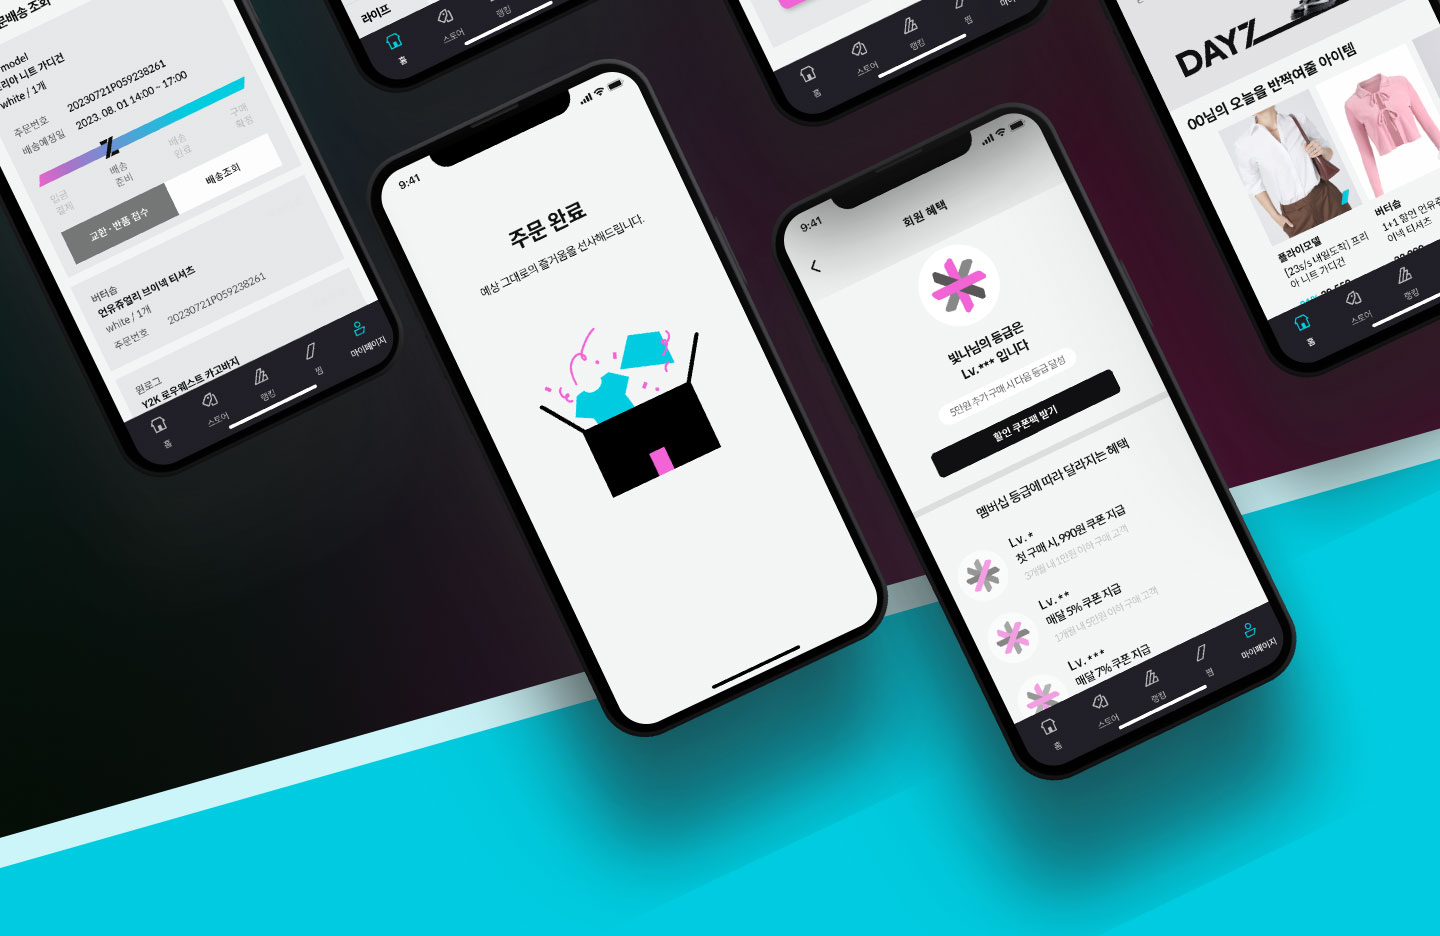 주문배송 조회
model
white / 1개
주문번호 20230721P059238261
배송예정일 2023. 08. 01 14:00 ~ 17:00
입금
결제
배송
준비
배송
완료
구매
확정
교환 · 반품 접수
배송조회
버터숩
언유쥬얼리 브이넥 티셔츠
white / 1개
주문번호 20230721P059238261
원로그
Y2K 로우웨스트 카고바지
홈
스토어
랭킹
찜
마이페이지
라이프
홈
스토어
랭킹
9:41
주문 완료
예상 그대로의 즐거움을 선사해드립니다.
홈
스토어
랭킹
찜
9:41
회원 혜택
빛나님의 등급은
Lv.*** 입니다
5만원 추가 구매 시 다음 등급 달성
할인 쿠폰팩 받기
멤버십 등급에 따라 달라지는 혜택
Lv. *
첫 구매 시, 990원 쿠폰 지급
3개월 내 1만원 이하 구매 고객
Lv. **
매달 5% 쿠폰 지급
1개월 내 5만원 이하 구매 고객
Lv. ***
매달 7% 쿠폰 지급
홈
스토어
랭킹
찜
마이페이지
DAYZ
00님의 오늘을 반짝여줄 아이템
플라이모델
[23s/s 내일도착] 프리
아 니트 가디건
버터숩
1+1 할인 언유주
이넥 티셔츠
홈
스토어
랭킹